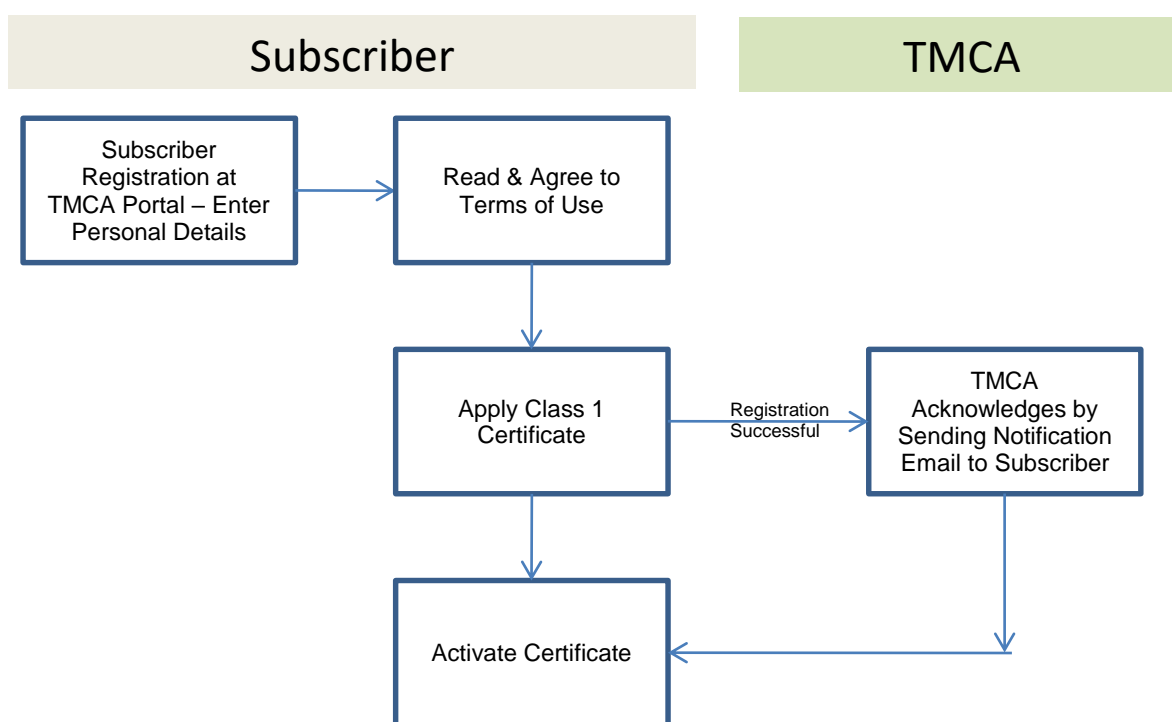 Subscriber
TMCA
Subscriber
Registration at
TMCA Portal – Enter
Personal Details
Read & Agree to
Terms of Use
Apply Class 1
Certificate
Registration
Successful
TMCA
Acknowledges by
Sending Notification
Email to Subscriber
Activate Certificate